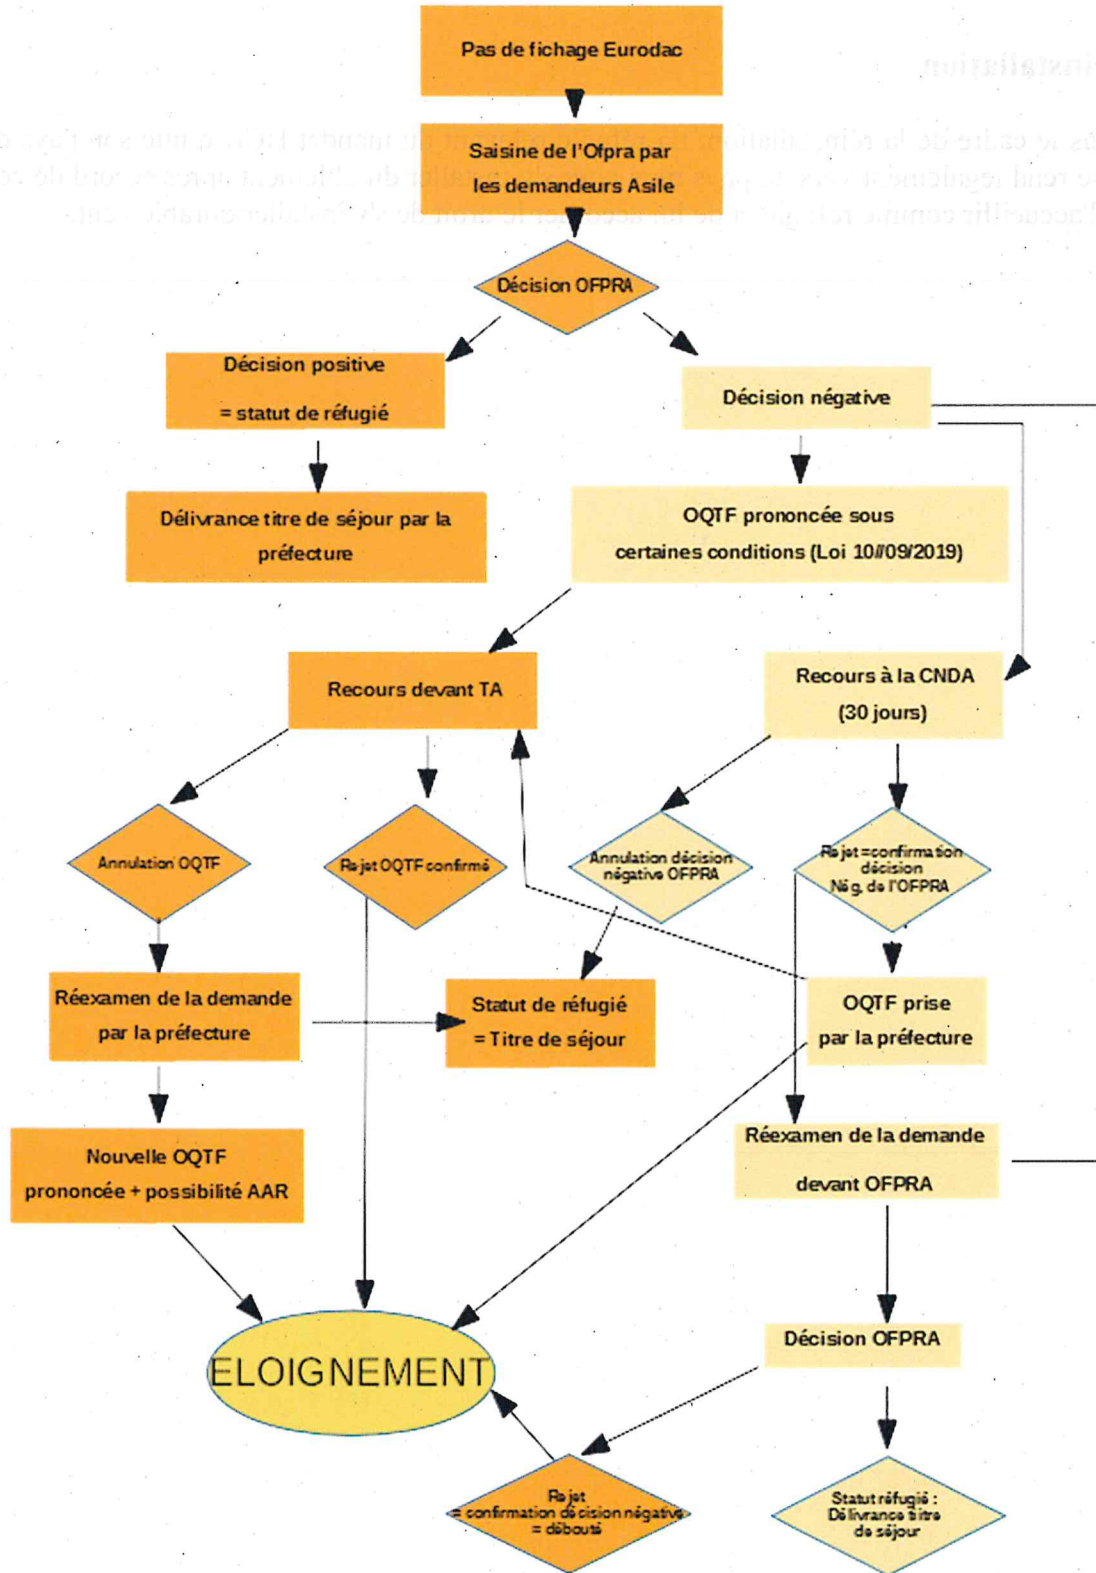 Pas de fichage Eurodac
Saisine de l'Ofpra par
les demandeurs Asile
Décision OFPRA
Décision positive
= statut de réfugié
Décision négative
Délivrance titre de séjour par la
préfecture
OQTF prononcée sous
certaines conditions (Loi 10//09/2019)
Recours devant TA
Recours à la CNDA
(30 jours)
Annulation OQTF
Rejet OQTF confirmé
Annulation décision
négative OFPRA
Rejet =confirmation
décision
Nég. de l'OFPRA
Réexamen de la demande
par la préfecture
Statut de réfugié
= Titre de séjour
OQTF prise
par la préfecture
Nouvelle OQTF
prononcée + possibilité AAR
Réexamen de la demande
devant OFPRA
ELOIGNEMENT
Décision OFPRA
Rejet
= confirmation décision négative
= débouté
Statut réfugié :
Délivrance titre
de séjour